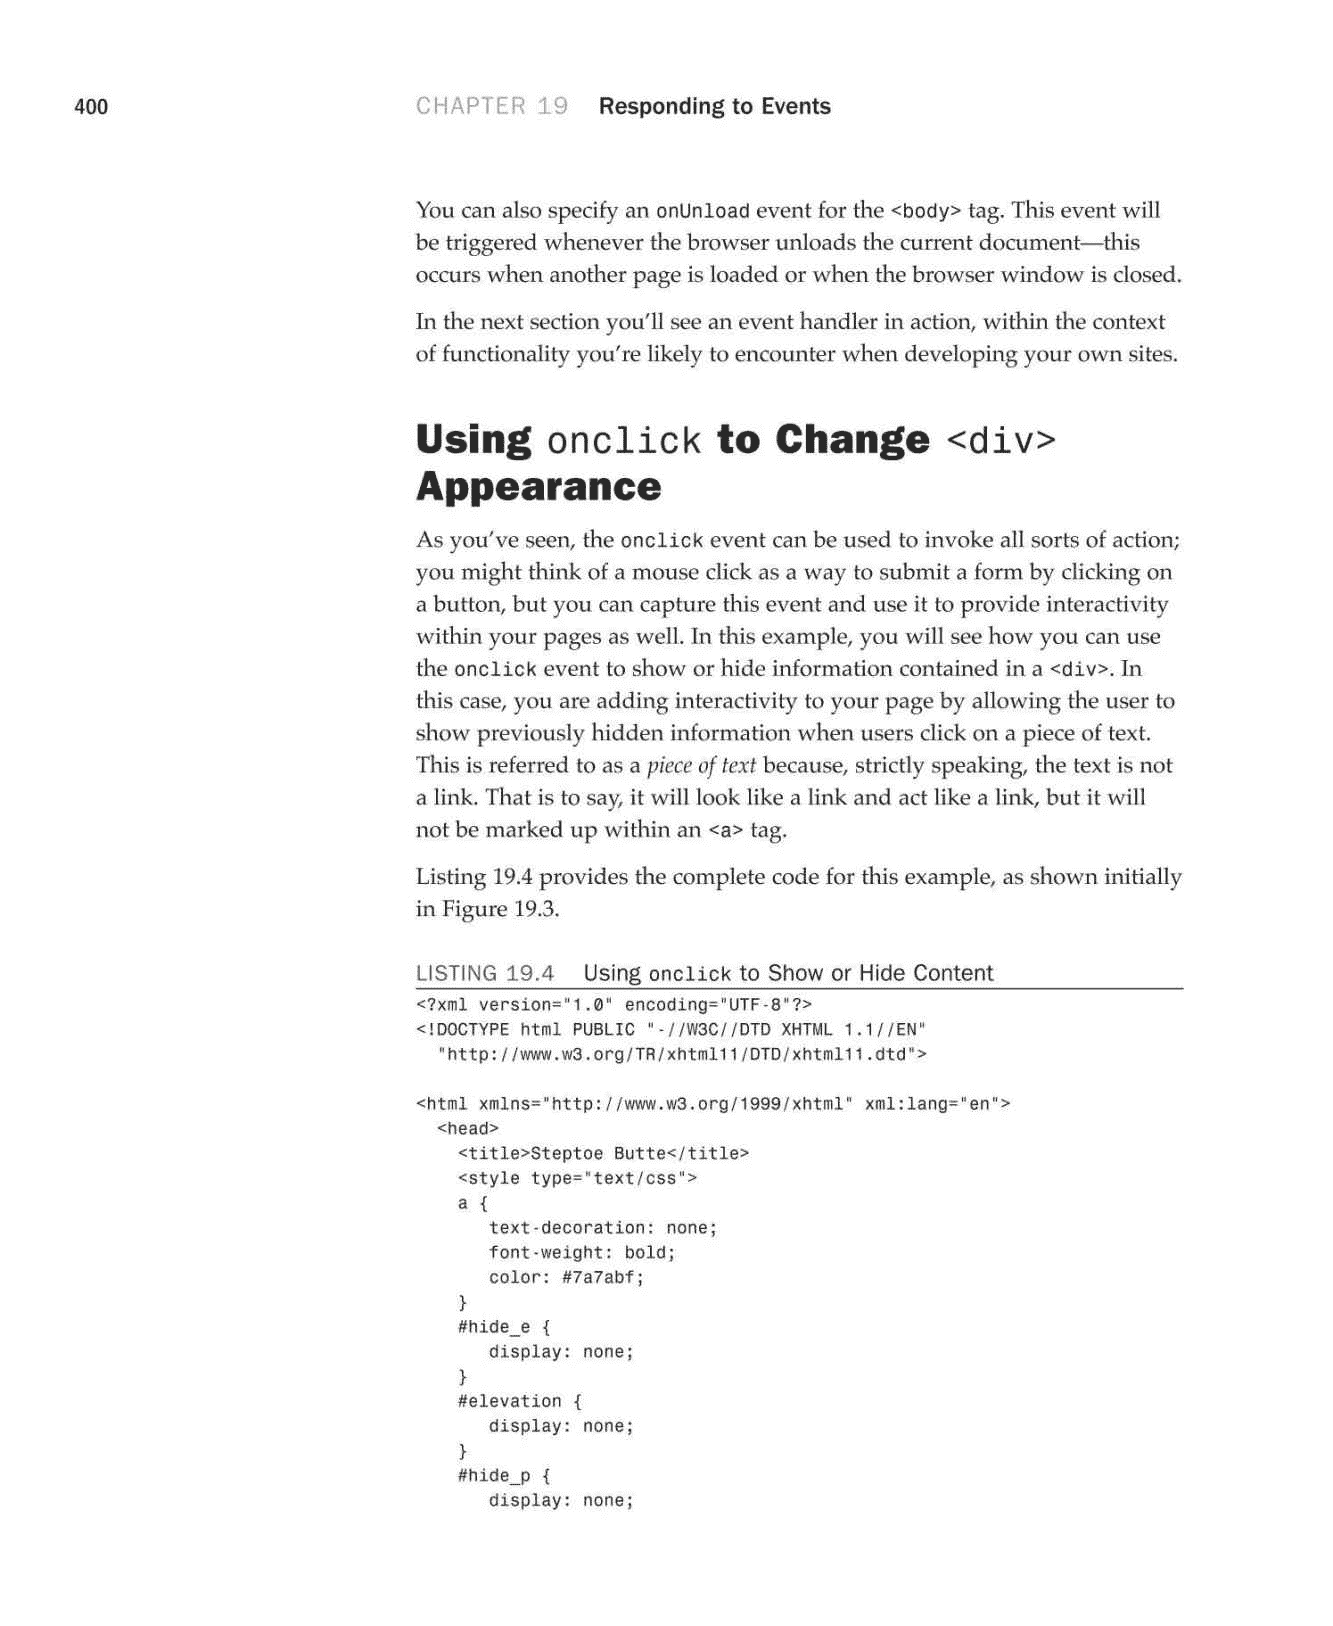 400
CHAPTER 19 Responding to Events
You can also specify an onUnload event for the <body> tag. This event will
be triggered whenever the browser unloads the current document—this
occurs when another page is loaded or when the browser window is closed.
In the next section you'll see an event handler in action, within the context
of functionality you're likely to encounter when developing your own sites.
Using onclick to Change <div>
Appearance
As you've seen, the onclick event can be used to invoke all sorts of action;
you might think of a mouse click as a way to submit a form by clicking on
a button, but you can capture this event and use it to provide interactivity
within your pages as well. In this example, you will see how you can use
the onclick event to show or hide information contained in a <div>. In
this case, you are adding interactivity to your page by allowing the user to
show previously hidden information when users click on a piece of text.
This is referred to as a piece of text because, strictly speaking, the text is not
a link. That is to say, it will look like a link and act like a link, but it will
not be marked up within an <a> tag.
Listing 19.4 provides the complete code for this example, as shown initially
in Figure 19.3.
LISTING 19.4 Using onclick to Show or Hide Content
<?xml version="1.0" encoding="UTF-8"?>
<!DOCTYPE html PUBLIC "-//W3C//DTD XHTML 1.1//EN"
"http://www.w3.org/TR/xhtml11/DTD/xhtml11.dtd">
<html xmlns="http://www.w3.org/1999/xhtml" xml:lang="en">
<head>
<title>Steptoe Butte</title>
<style type="text/css">
a {
text-decoration: none;
font-weight: bold;
color: #7a7abf;
}
#hide_e {
display: none;
}
#elevation {
display: none;
}
#hide_p {
display: none;